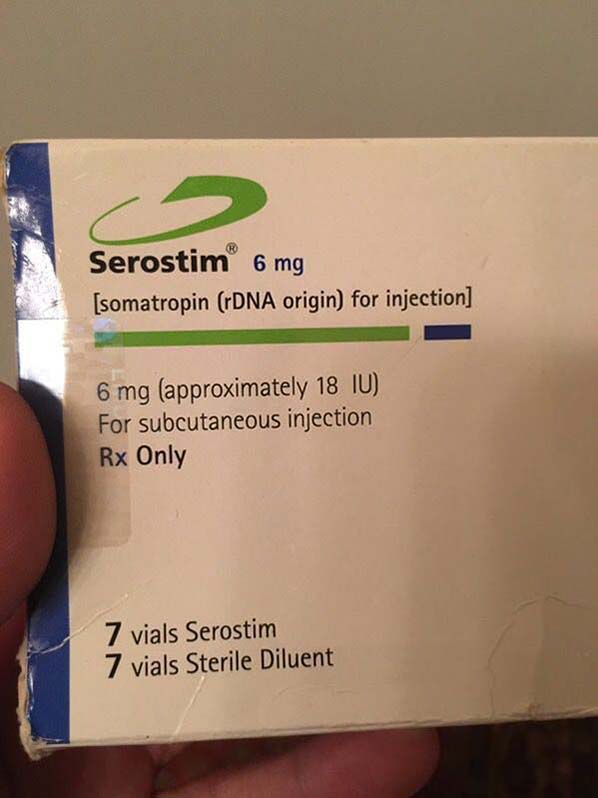 Serostim® 6 mg
[somatropin (rDNA origin) for injection]
6 mg (approximately 18 IU)
For subcutaneous injection
Rx Only
7 vials Serostim
7 vials Sterile Diluent